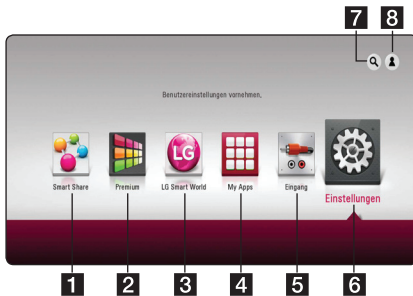 7 8
Benutzereinstellungen vornehmen.
LG
Smart Share Premium LG Smart World My Apps Eingang Einstellungen
1 2 3 4 5 6